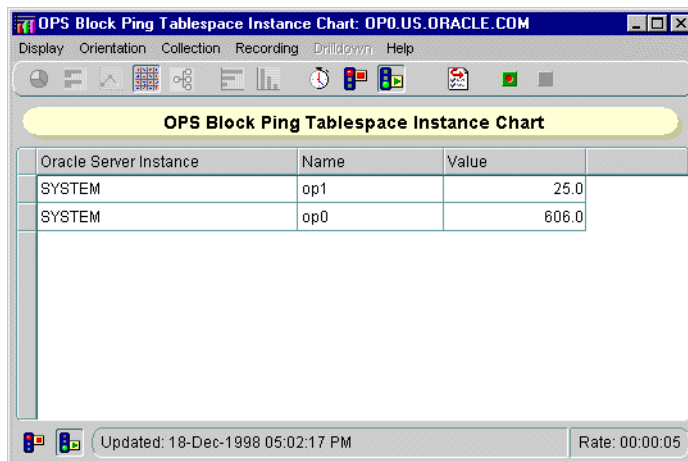 OPS Block Ping Tablespace Instance Chart: OP0.US.ORACLE.COM
Display Orientation Collection Recording Drilldown Help
OPS Block Ping Tablespace Instance Chart
Oracle Server Instance Name Value
SYSTEM op1 25.0
SYSTEM op0 606.0
Updated: 18-Dec-1998 05:02:17 PM Rate: 00:00:05